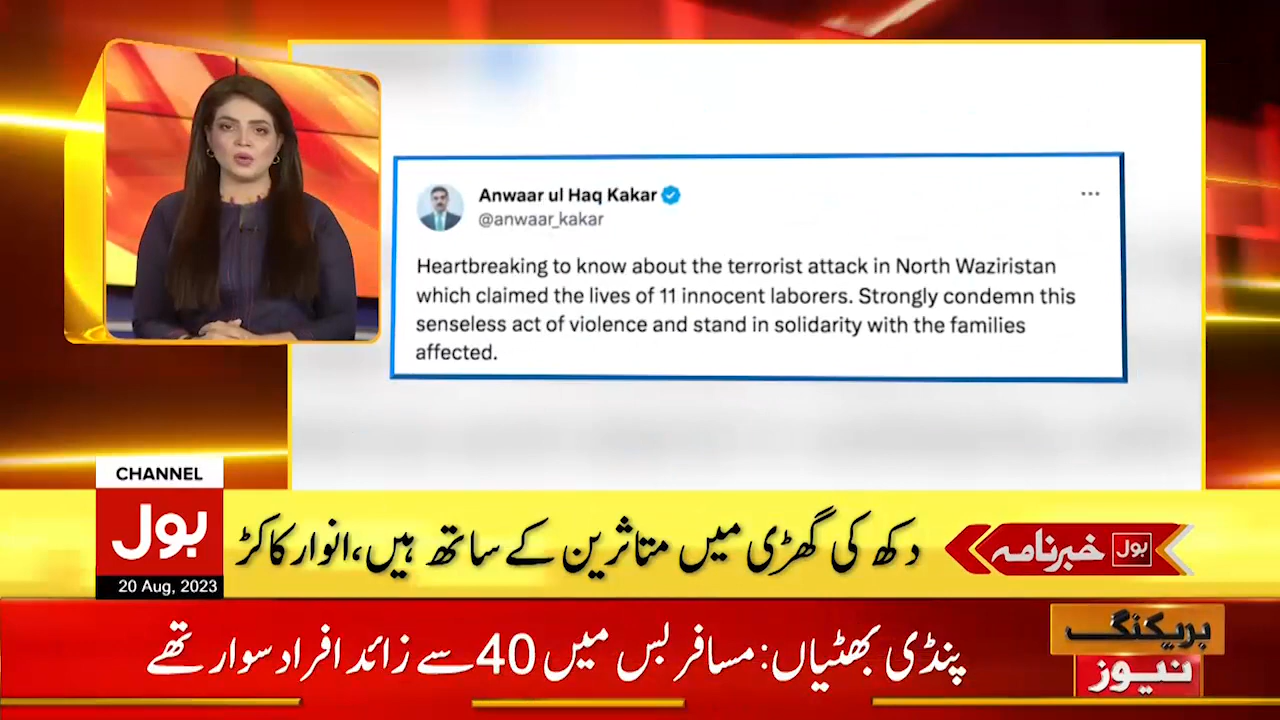 Anwaar ul Haq Kakar
@anwaar_kakar
Heartbreaking to know about the terrorist attack in North Waziristan
which claimed the lives of 11 innocent laborers. Strongly condemn this
senseless act of violence and stand in solidarity with the families
affected.
CHANNEL
بول
20 Aug, 2023
دکھ کی گھڑی میں متاثرین کے ساتھ ہیں، انوار کاکڑ
بول خبرنامہ
پنڈی بھٹیاں: مسافر بس میں 40 سے زائد افراد سوار تھے
بریکنگ
نیوز